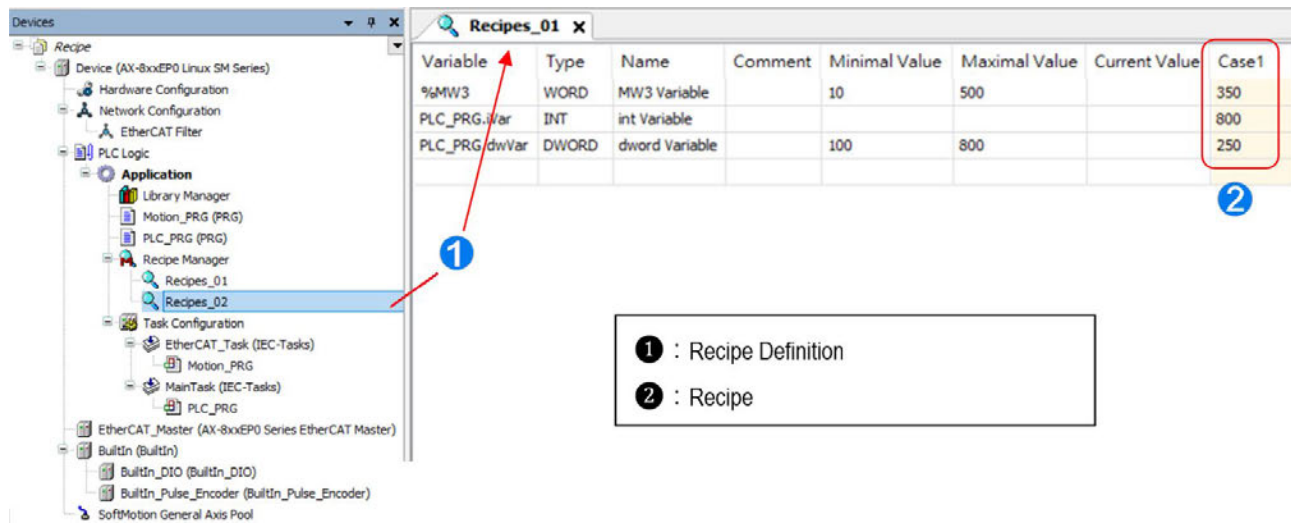 Devices
Recipe
Device (AX-8xxEP0 Linux SM Series)
Hardware Configuration
Network Configuration
EtherCAT Filter
PLC Logic
Application
Library Manager
Motion_PRG (PRG)
PLC_PRG (PRG)
Recipe Manager
Recipes_01
Recipes_02
Task Configuration
EtherCAT_Task (IEC-Tasks)
Motion_PRG
MainTask (IEC-Tasks)
PLC_PRG
EtherCAT_Master (AX-8xxEP0 Series EtherCAT Master)
BuiltIn (BuiltIn)
BuiltIn_DIO (BuiltIn_DIO)
BuiltIn_Pulse_Encoder (BuiltIn_Pulse_Encoder)
SoftMotion General Axis Pool
1
Recipes_01 X
Variable Type Name Comment Minimal Value Maximal Value Current Value Case1
%MW3 WORD MW3 Variable 10 500 350
PLC_PRG.iVar INT int Variable 800
PLC_PRG.dwVar DWORD dword Variable 100 800 250
2
❶ : Recipe Definition
❷ : Recipe